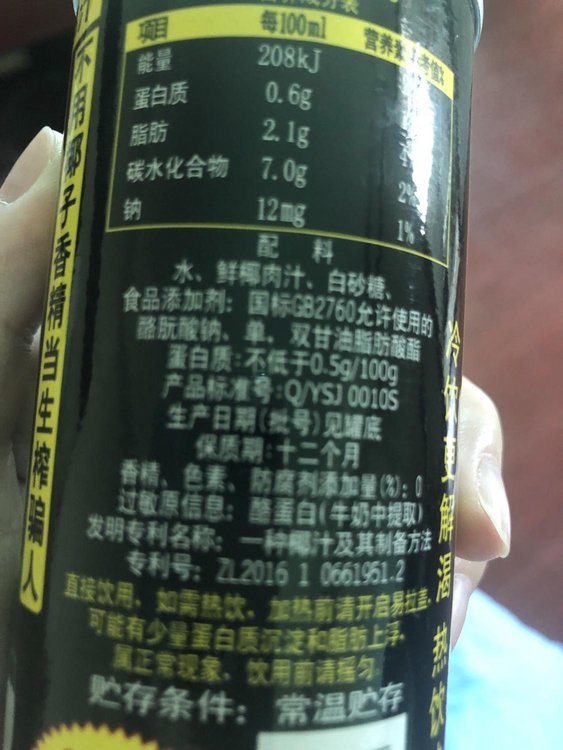 项目 每100ml 营养素参考值%
能量 208kJ
蛋白质 0.6g
脂肪 2.1g
碳水化合物 7.0g 2%
钠 12mg 1%
配 料
水、鲜椰肉汁、白砂糖、
食品添加剂: 国标GB2760允许使用的
酪朊酸钠、单、双甘油脂肪酸酯
蛋白质:不低于0.5g/100g
产品标准号:Q/YSJ 0010S
生产日期(批号)见罐底
保质期:十二个月
香精、色素、防腐剂添加量(%):0
过敏原信息: 酪蛋白(牛奶中提取)
发明专利名称: 一种椰汁及其制备方法
专利号: ZL2016 1 0661951.2
直接饮用, 如需热饮, 加热前请开启易拉盖,
可能有少量蛋白质沉淀和脂肪上浮,
属正常现象, 饮用前请摇匀
贮存条件: 常温贮存
不用椰子香精当生榨骗人
冷饮更解渴 热饮